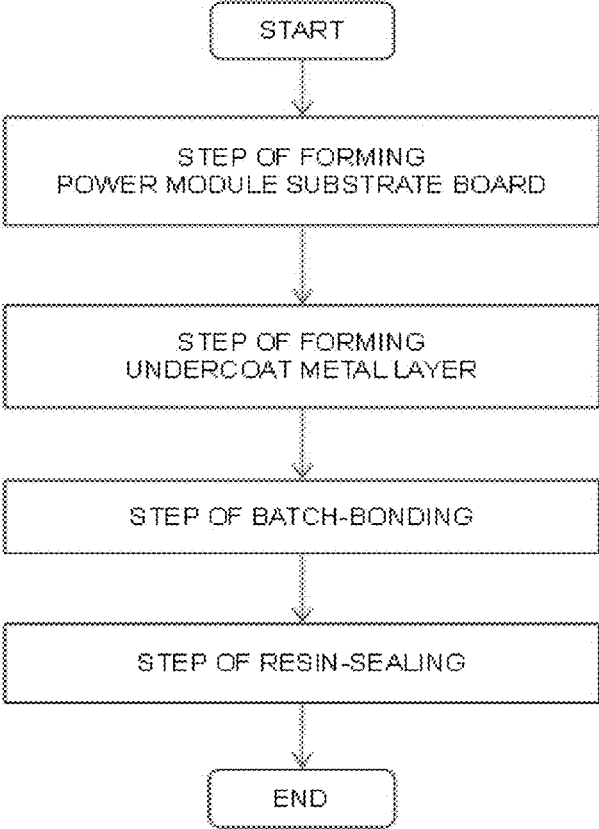 START
STEP OF FORMING
POWER MODULE SUBSTRATE BOARD
STEP OF FORMING
UNDERCOAT METAL LAYER
STEP OF BATCH-BONDING
STEP OF RESIN-SEALING
END